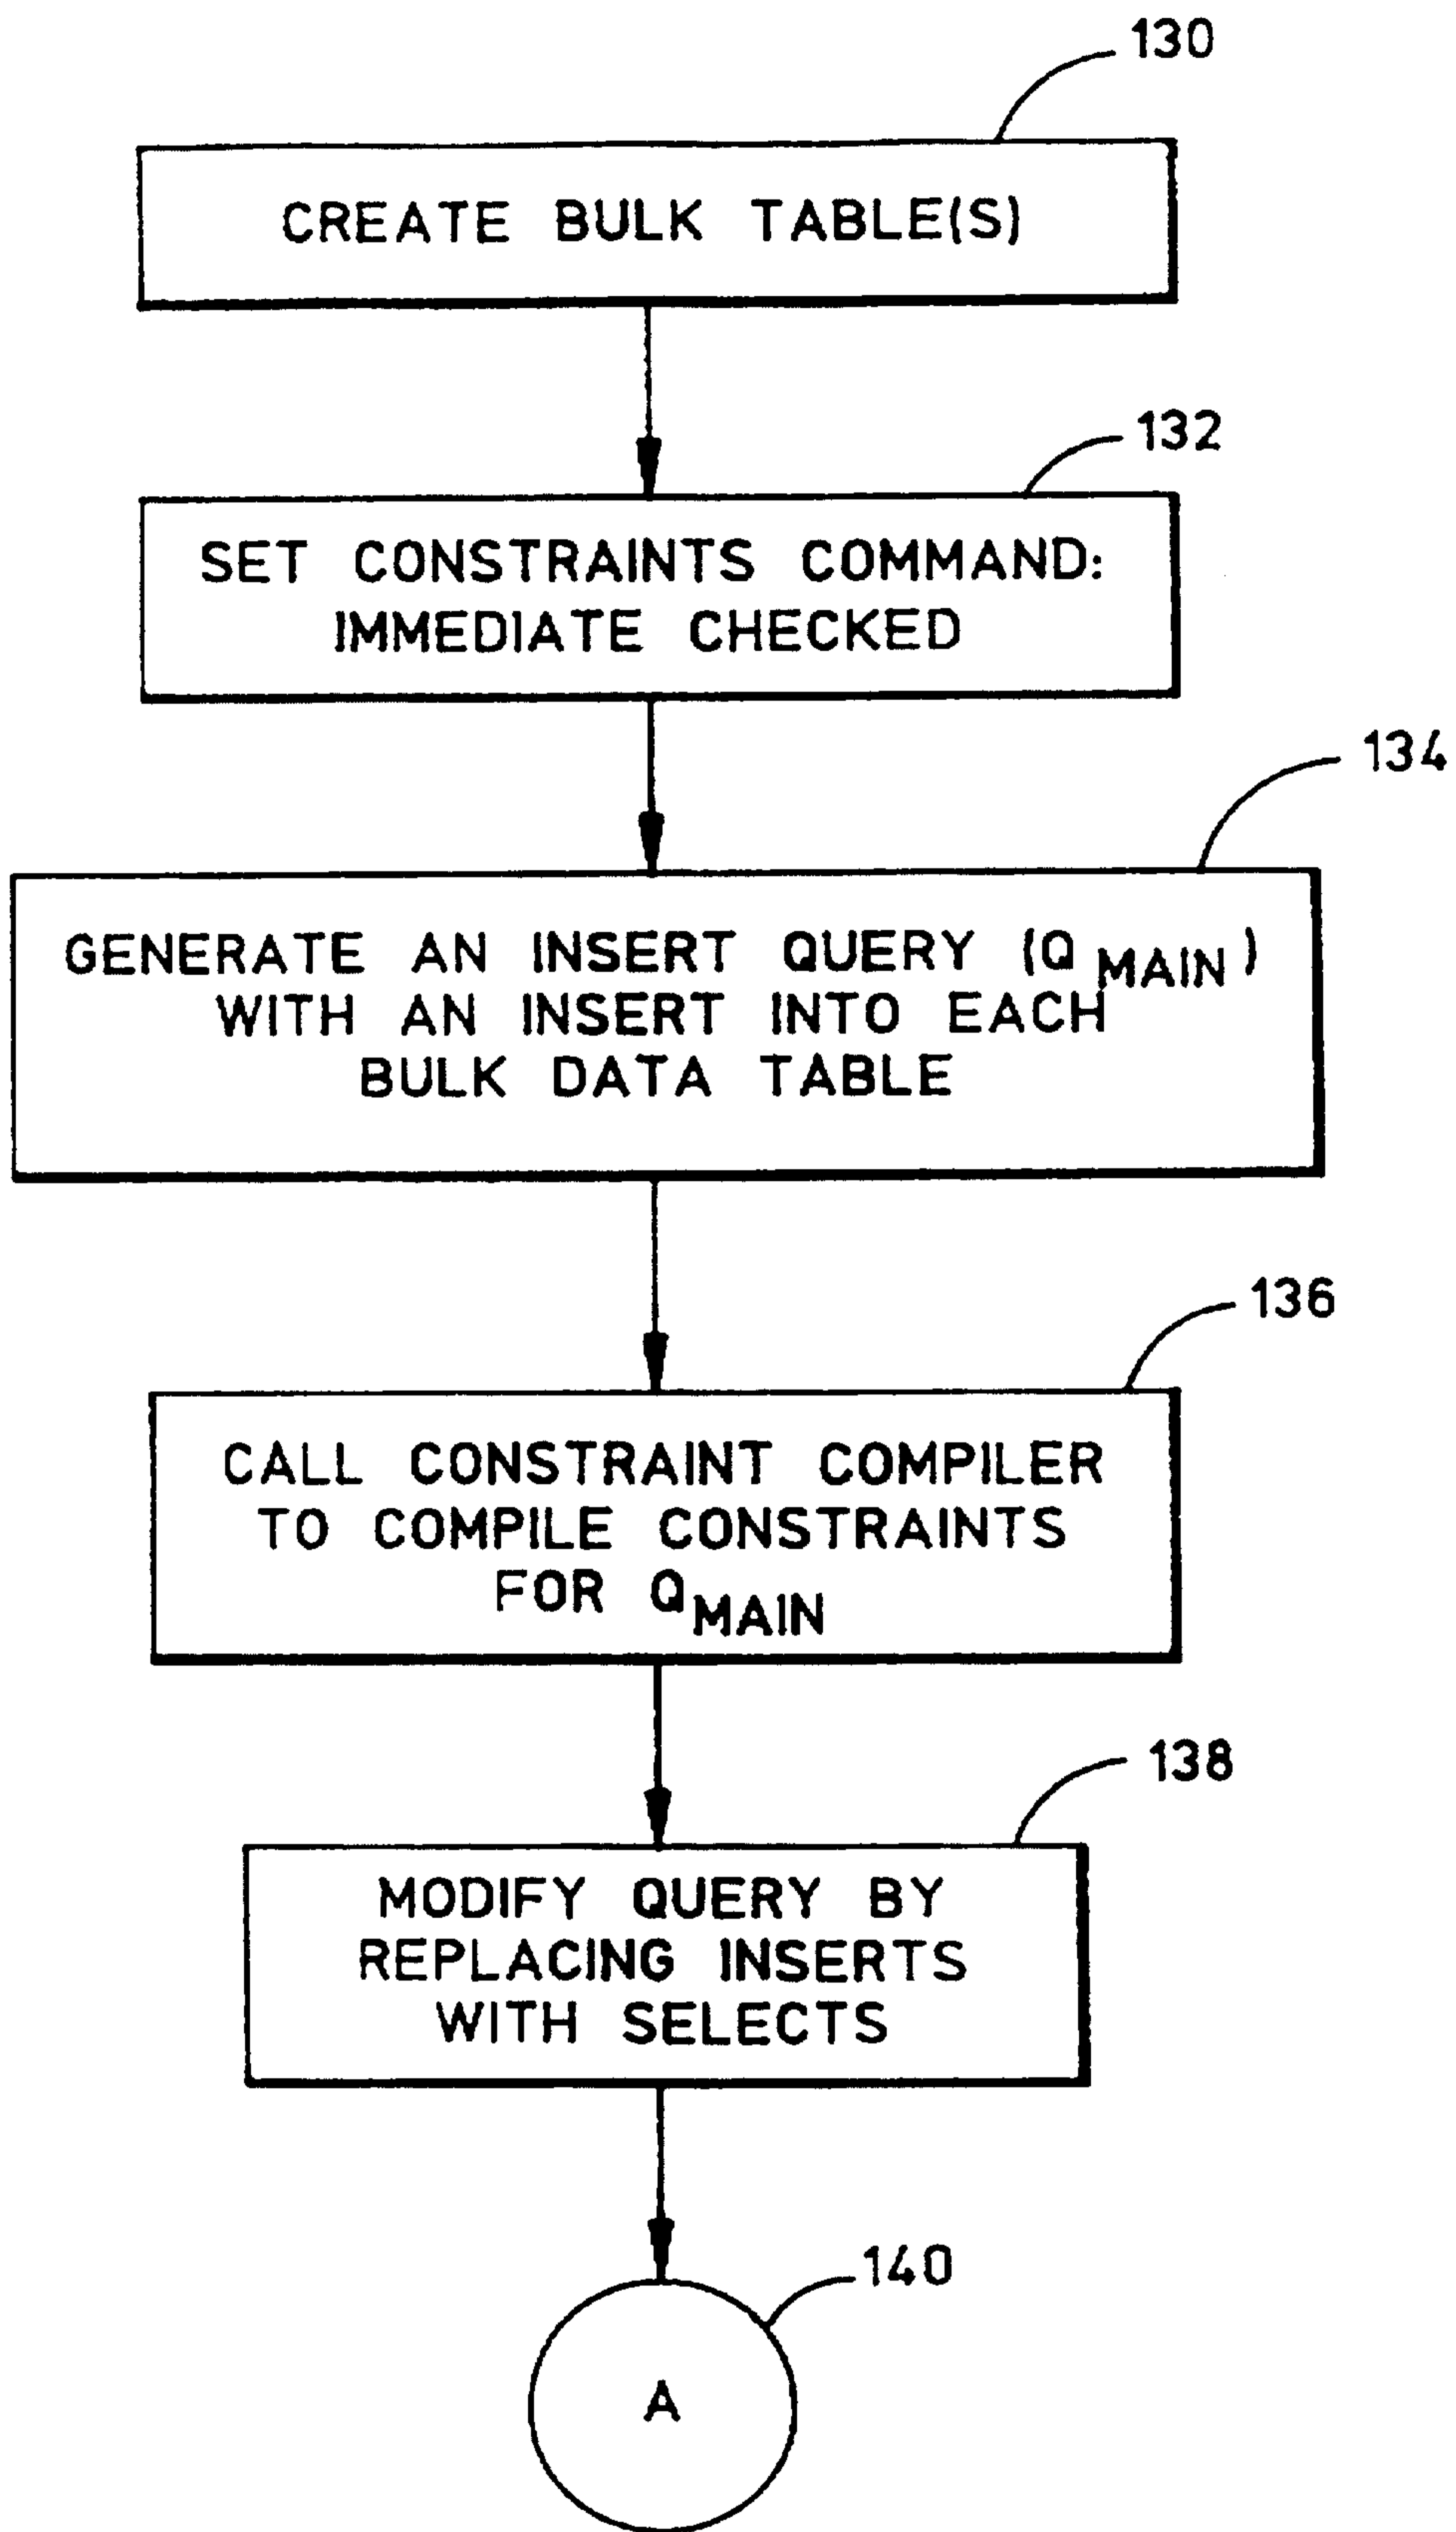 130
CREATE BULK TABLE(S)
132
SET CONSTRAINTS COMMAND:
IMMEDIATE CHECKED
134
GENERATE AN INSERT QUERY (Q MAIN)
WITH AN INSERT INTO EACH
BULK DATA TABLE
136
CALL CONSTRAINT COMPILER
TO COMPILE CONSTRAINTS
FOR QMAIN
138
MODIFY QUERY BY
REPLACING INSERTS
WITH SELECTS
140
A